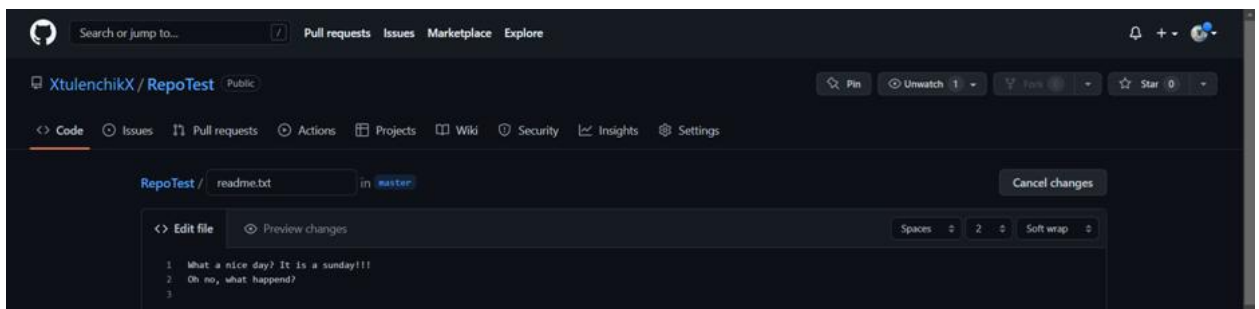 Search or jump to... / Pull requests Issues Marketplace Explore
XtulenchikX / RepoTest Public Pin Unwatch 1 Fork Star 0
<> Code Issues Pull requests Actions Projects Wiki Security Insights Settings
RepoTest / readme.txt in master Cancel changes
<> Edit file Preview changes Spaces 2 Soft wrap
1 What a nice day? It is a sunday!!!
2 Oh no, what happend?
3